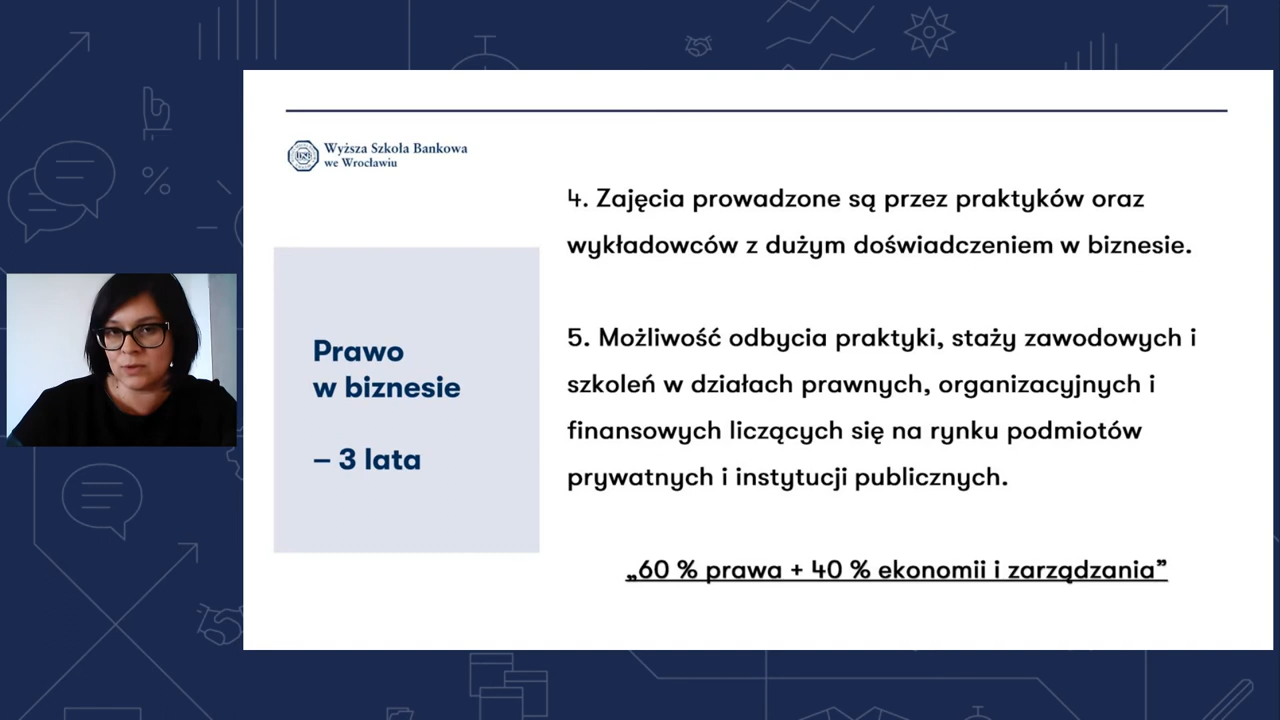 Wyższa Szkoła Bankowa
we Wrocławiu
Prawo
w biznesie
– 3 lata
4. Zajęcia prowadzone są przez praktyków oraz
wykładowców z dużym doświadczeniem w biznesie.
5. Możliwość odbycia praktyki, staży zawodowych i
szkoleń w działach prawnych, organizacyjnych i
finansowych liczących się na rynku podmiotów
prywatnych i instytucji publicznych.
„60 % prawa + 40 % ekonomii i zarządzania”